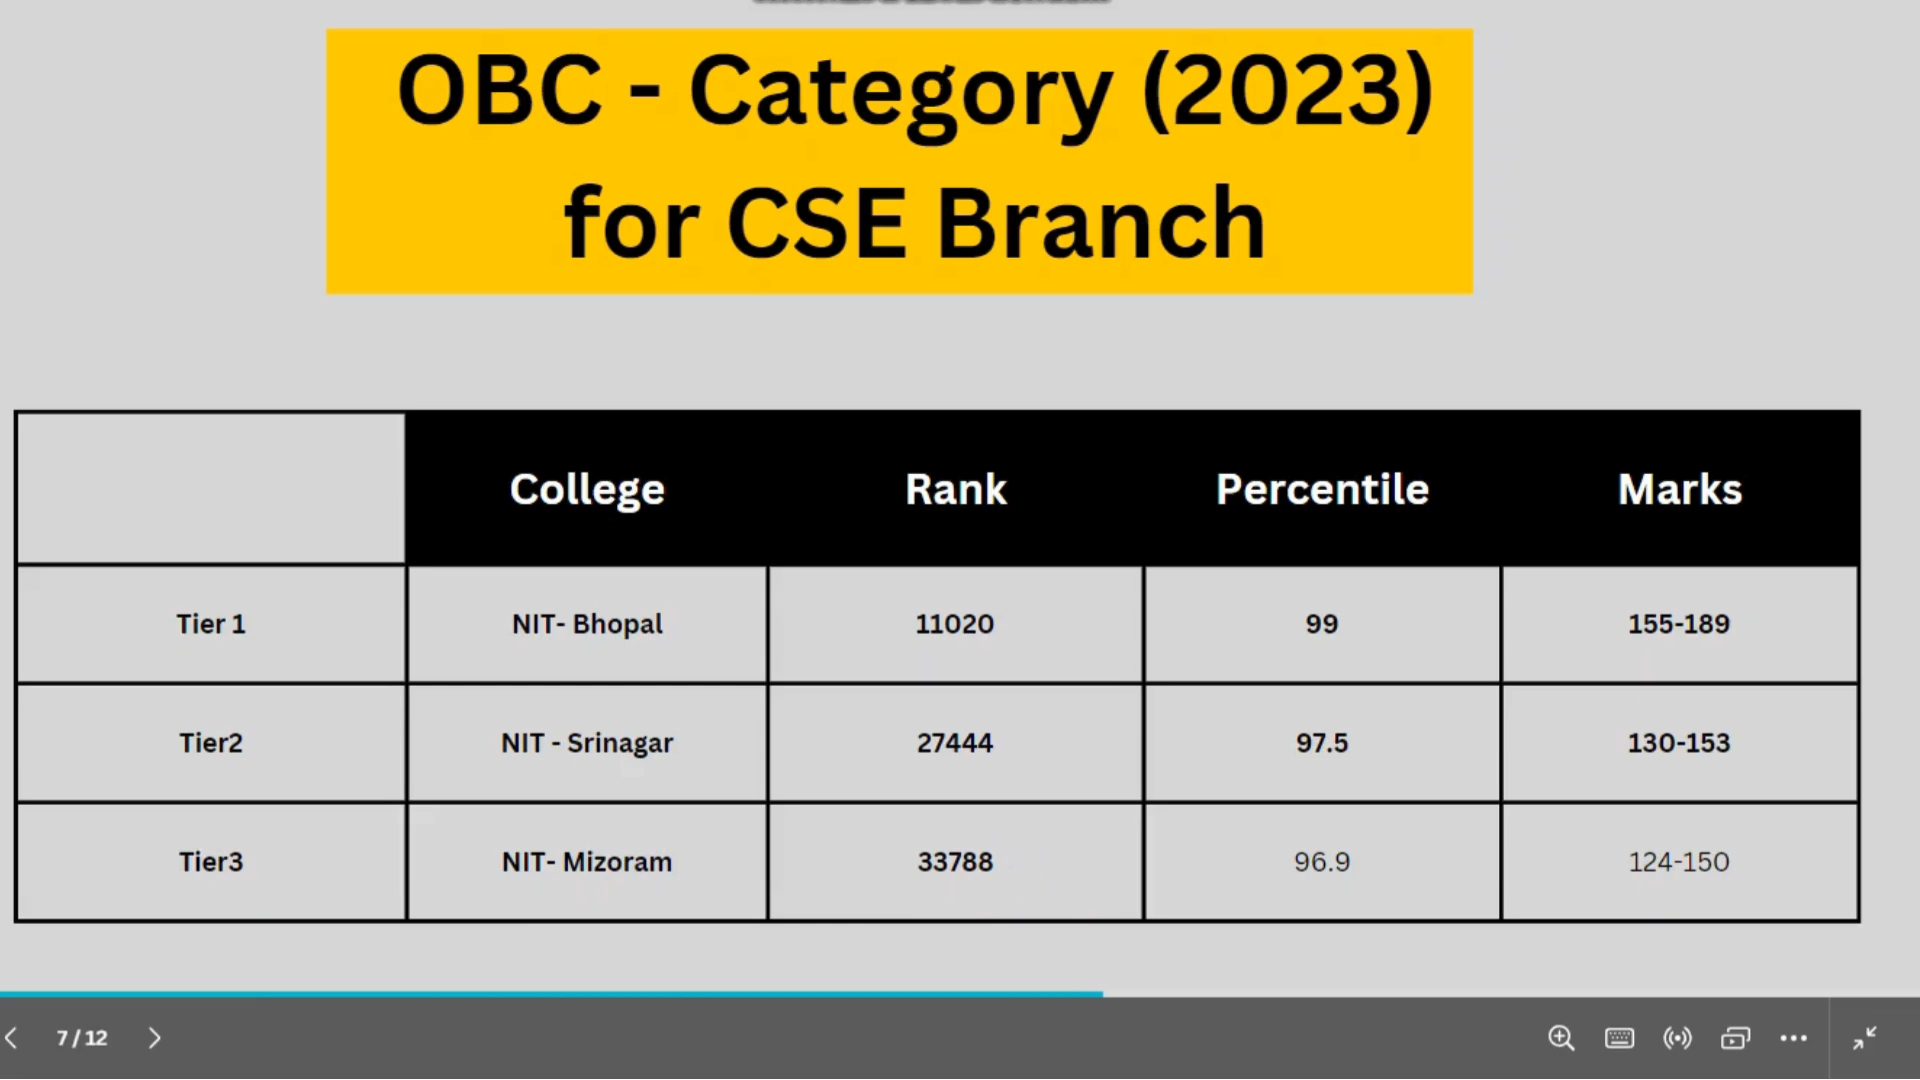 OBC - Category (2023)
for CSE Branch
College Rank Percentile Marks
Tier 1 NIT- Bhopal 11020 99 155-189
Tier2 NIT - Srinagar 27444 97.5 130-153
Tier3 NIT- Mizoram 33788 96.9 124-150
7 / 12